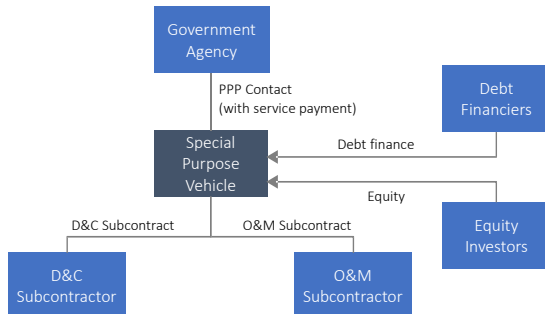 Government
Agency
PPP Contact
(with service payment)
Debt
Financiers
Special
Purpose
Vehicle
Debt finance
Equity
D&C Subcontract
O&M Subcontract
Equity
Investors
D&C
Subcontractor
O&M
Subcontractor